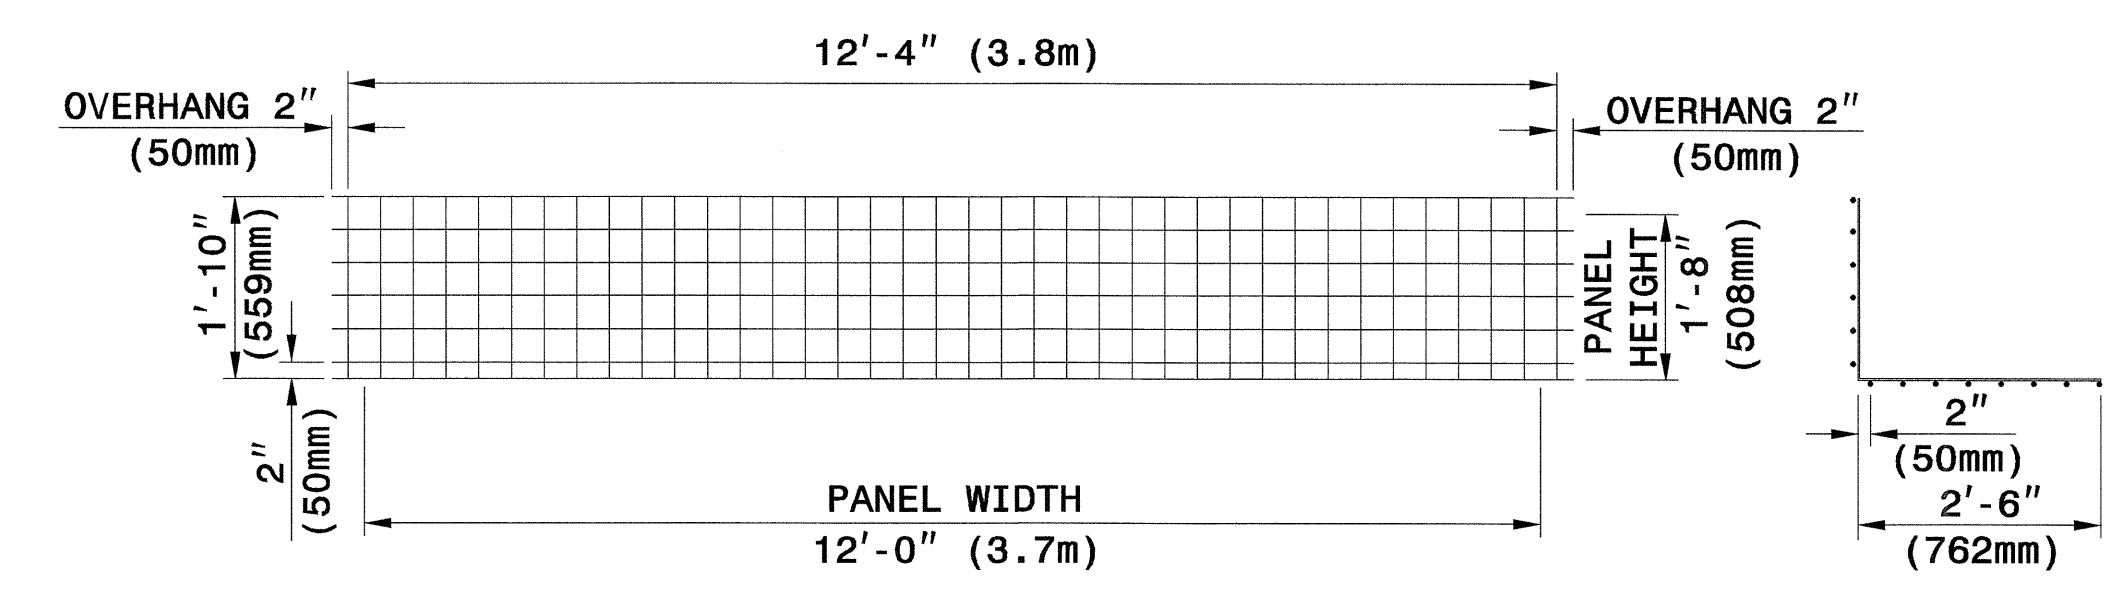 12'-4" (3.8m)
OVERHANG 2"
(50mm)
OVERHANG 2"
(50mm)
1'-10"
(559mm)
2"
(50mm)
PANEL
HEIGHT
1'-8"
(508mm)
2"
(50mm)
2'-6"
(762mm)
PANEL WIDTH
12'-0" (3.7m)